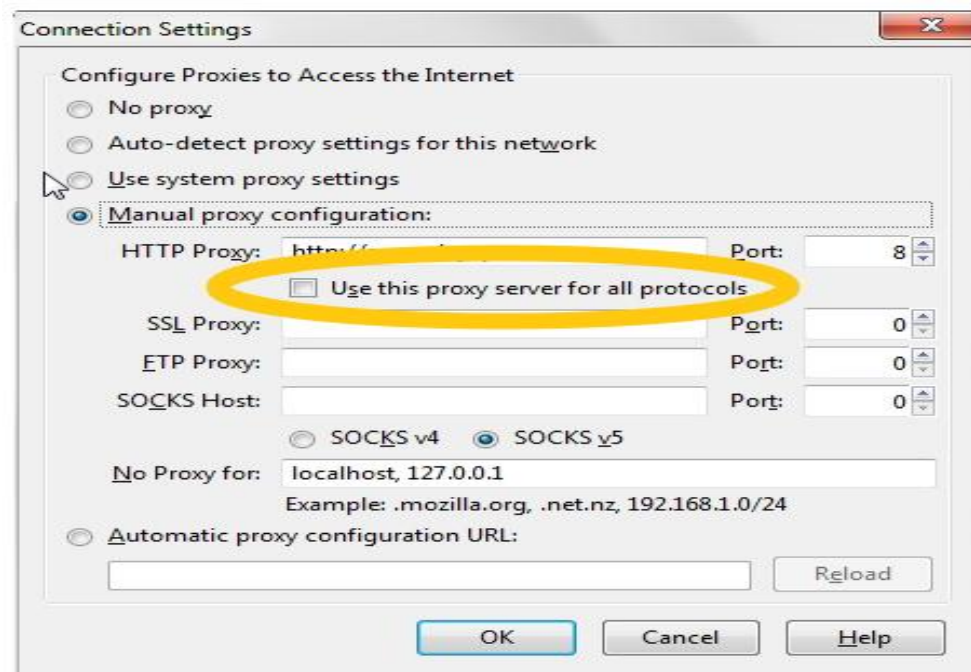 Connection Settings
Configure Proxies to Access the Internet
No proxy
Auto-detect proxy settings for this network
Use system proxy settings
Manual proxy configuration:
HTTP Proxy: Port: 8
Use this proxy server for all protocols
SSL Proxy: Port: 0
FTP Proxy: Port: 0
SOCKS Host: Port: 0
SOCKS v4 SOCKS v5
No Proxy for: localhost, 127.0.0.1
Example: .mozilla.org, .net.nz, 192.168.1.0/24
Automatic proxy configuration URL:
Reload
OK Cancel Help